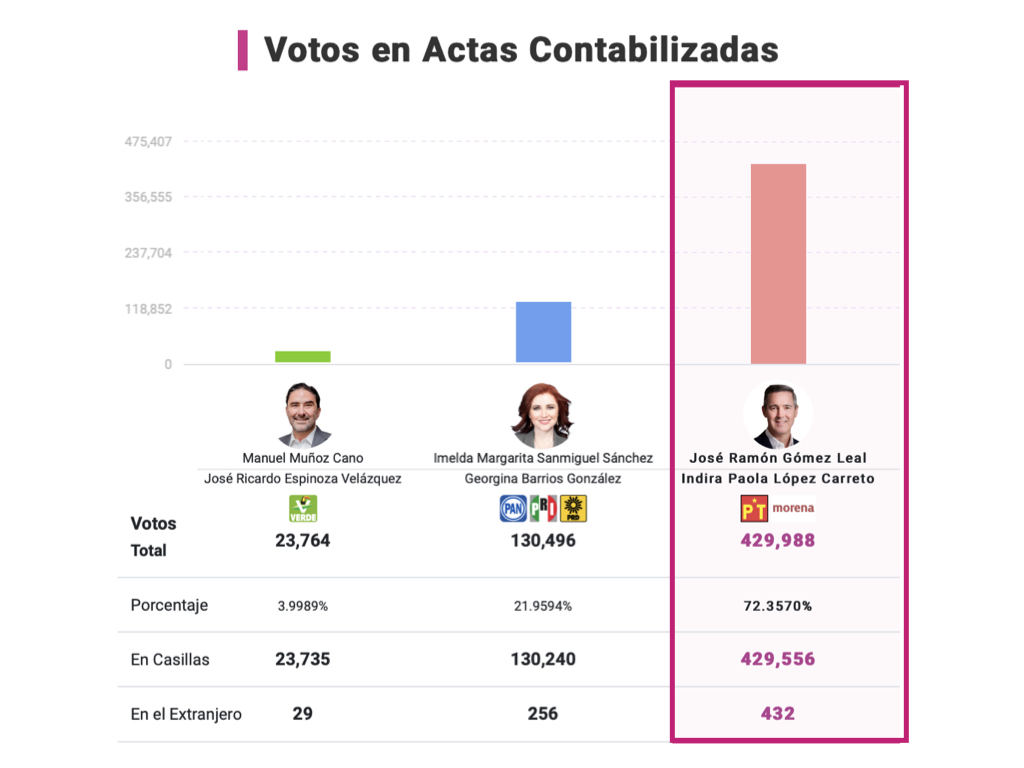 Votos en Actas Contabilizadas
475,407
356,555
237,704
118,852
0
Manuel Muñoz Cano
José Ricardo Espinoza Velázquez
VERDE
Imelda Margarita Sanmiguel Sánchez
Georgina Barrios González
PAN
PRD
PRD
José Ramón Gómez Leal
Indira Paola López Carreto
PT
morena
Votos
Total
23,764
130,496
429,988
Porcentaje
3.9989%
21.9594%
72.3570%
En Casillas
23,735
130,240
429,556
En el Extranjero
29
256
432